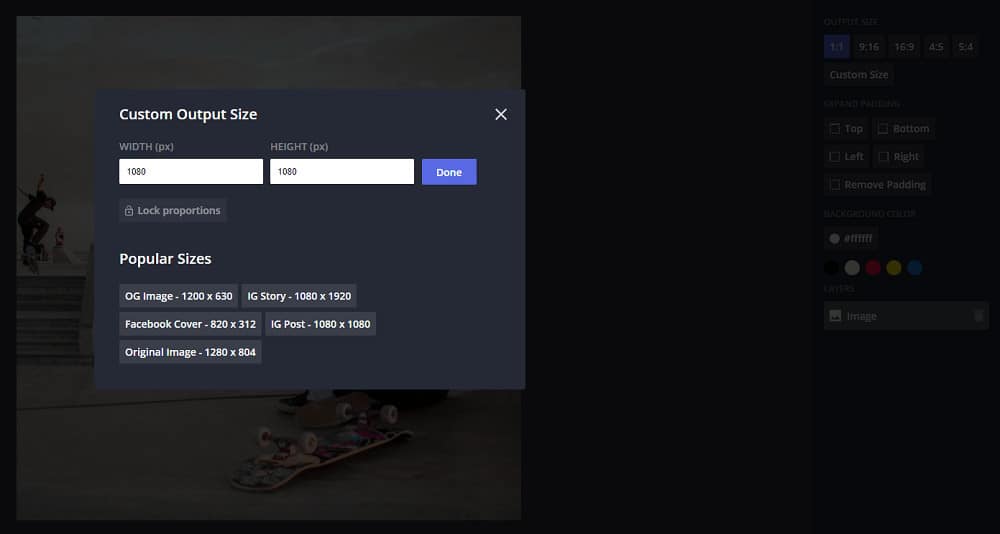 Custom Output Size
WIDTH (px) HEIGHT (px)
1080 1080 Done
Lock proportions
Popular Sizes
OG Image - 1200 x 630 IG Story - 1080 x 1920
Facebook Cover - 820 x 312 IG Post - 1080 x 1080
Original Image - 1280 x 804
OUTPUT SIZE
1:1 9:16 16:9 4:5 5:4
Custom Size
EXPAND PADDING
Top Bottom
Left Right
Remove Padding
BACKGROUND COLOR
#ffffff
LAYERS
Image